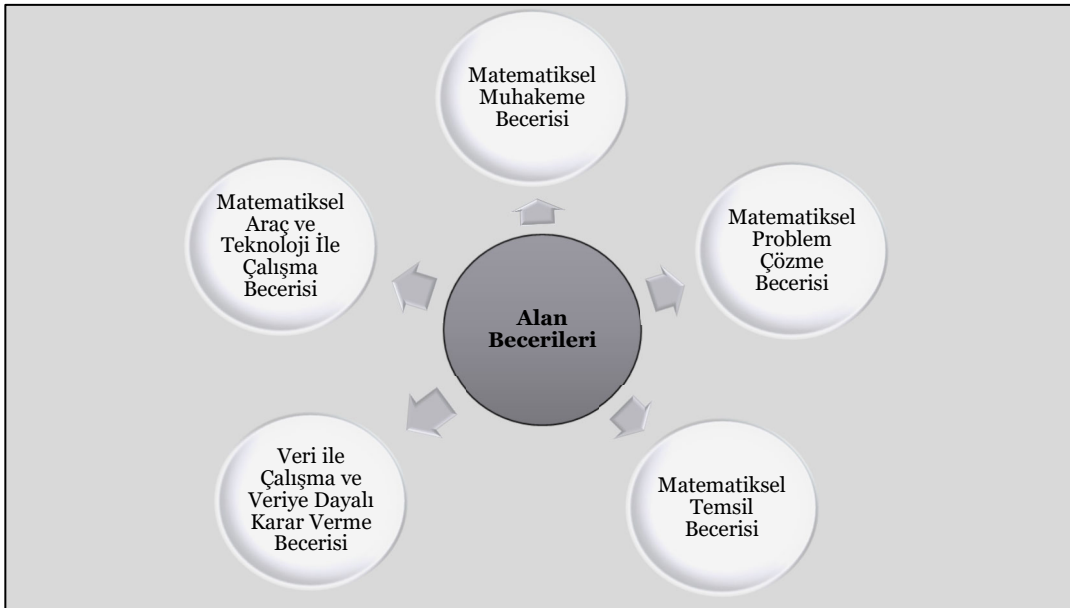 Matematiksel
Muhakeme
Becerisi
Matematiksel
Araç ve
Teknoloji İle
Çalışma
Becerisi
Matematiksel
Problem
Çözme
Becerisi
Alan
Becerileri
Veri ile
Çalışma ve
Veriye Dayalı
Karar Verme
Becerisi
Matematiksel
Temsil
Becerisi